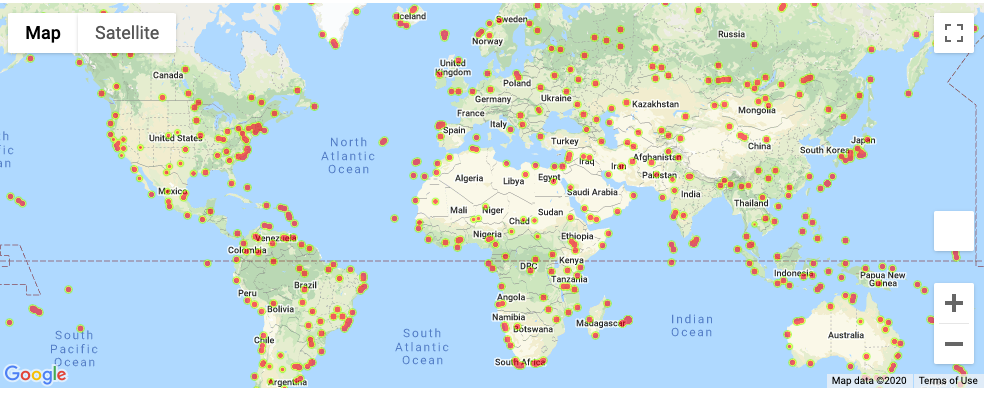 Map
Satellite
Iceland
Sweden
Norway
Russia
Canada
United
Kingdom
Poland
Germany
Ukraine
Kazakhstan
Mongolia
France
Italy
Spain
Turkey
United States
North
Atlantic
Ocean
China
Japan
South Korea
Iraq
Iran
Afghanistan
Pakistan
Algeria
Libya
Egypt
Saudi Arabia
India
Mexico
Mali
Niger
Chad
Sudan
Thailand
Nigeria
Ethiopia
Venezuela
Colombia
DRC
Kenya
Tanzania
Indonesia
Papua New
Guinea
Peru
Brazil
Bolivia
Angola
Namibia
Botswana
Madagascar
Indian
Ocean
Chile
South
Pacific
Ocean
South
Atlantic
Ocean
South Africa
Australia
Argentina
Google
Map data ©2020
Terms of Use